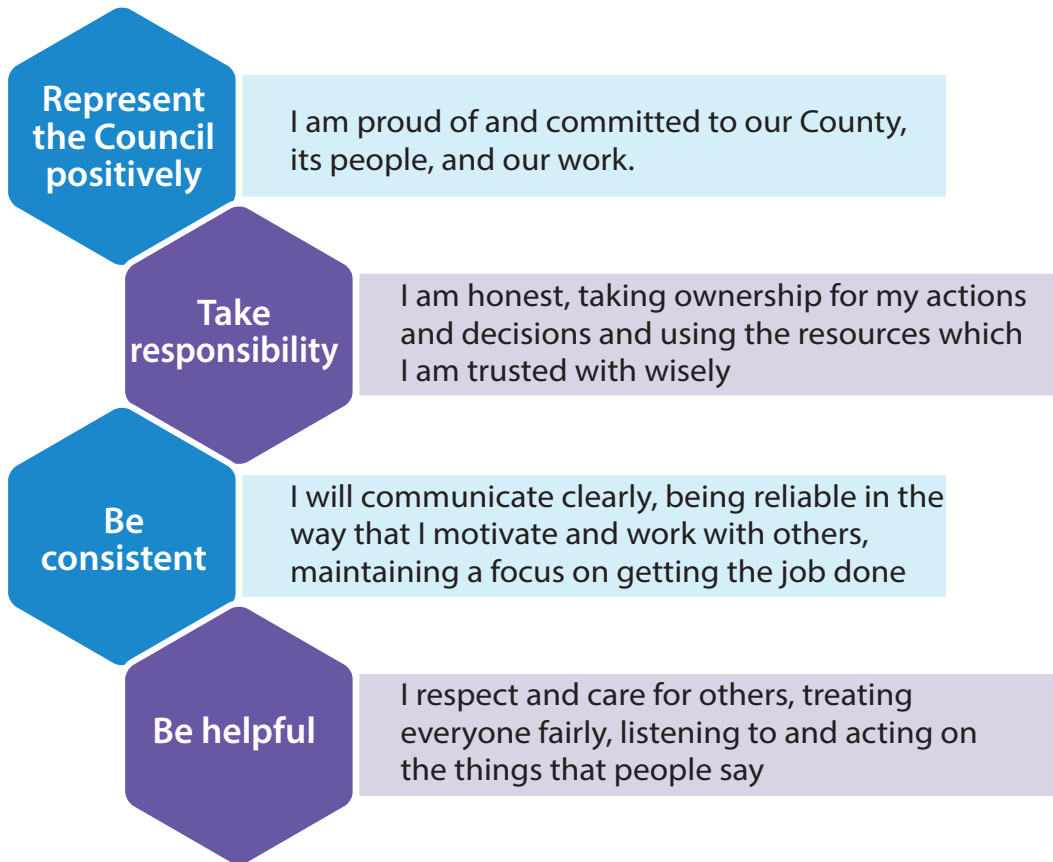 Represent
the Council
positively
I am proud of and committed to our County,
its people, and our work.
Take
responsibility
I am honest, taking ownership for my actions
and decisions and using the resources which
I am trusted with wisely
Be
consistent
I will communicate clearly, being reliable in the
way that I motivate and work with others,
maintaining a focus on getting the job done
Be helpful
I respect and care for others, treating
everyone fairly, listening to and acting on
the things that people say